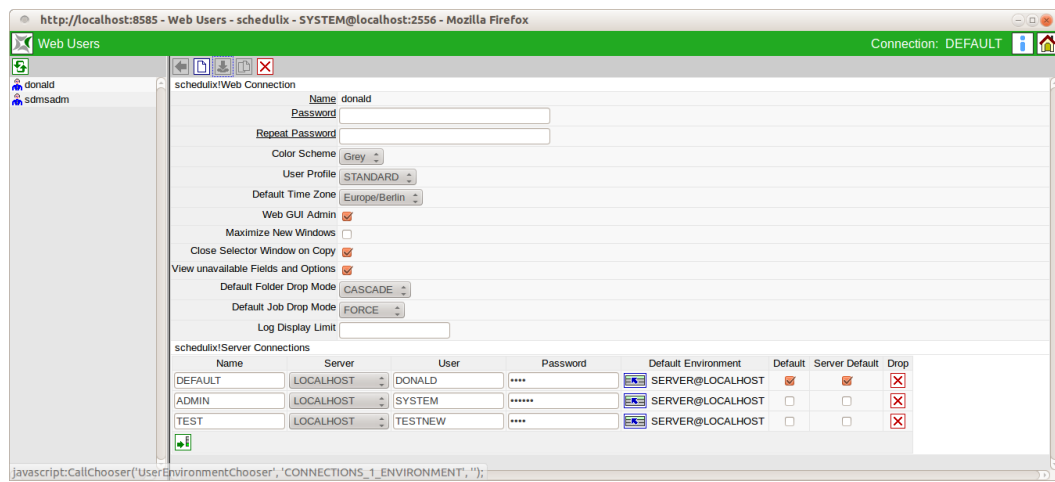 http://localhost:8585 - Web Users - schedulix - SYSTEM@localhost:2556 - Mozilla Firefox
Web Users Connection: DEFAULT
donald
sdmsadm
schedulix!Web Connection
Name donald
Password
Repeat Password
Color Scheme Grey
User Profile STANDARD
Default Time Zone Europe/Berlin
Web GUI Admin
Maximize New Windows
Close Selector Window on Copy
View unavailable Fields and Options
Default Folder Drop Mode CASCADE
Default Job Drop Mode FORCE
Log Display Limit
schedulix!Server Connections
Name Server User Password Default Environment Default Server Default Drop
DEFAULT LOCALHOST DONALD •••• SERVER@LOCALHOST
ADMIN LOCALHOST SYSTEM •••••• SERVER@LOCALHOST
TEST LOCALHOST TESTNEW •••• SERVER@LOCALHOST
javascript:CallChooser('UserEnvironmentChooser', 'CONNECTIONS_1_ENVIRONMENT', '');